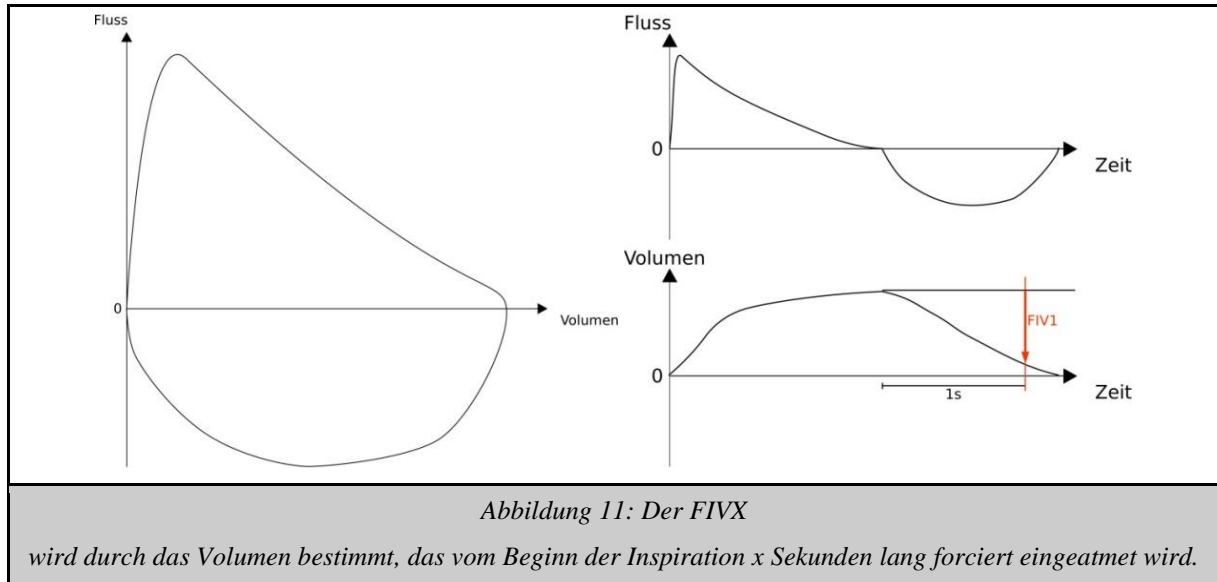 Fluss
0
Volumen
Fluss
0
Zeit
Volumen
FIV1
0
1s
Zeit
Abbildung 11: Der FIVX
wird durch das Volumen bestimmt, das vom Beginn der Inspiration x Sekunden lang forciert eingeatmet wird.